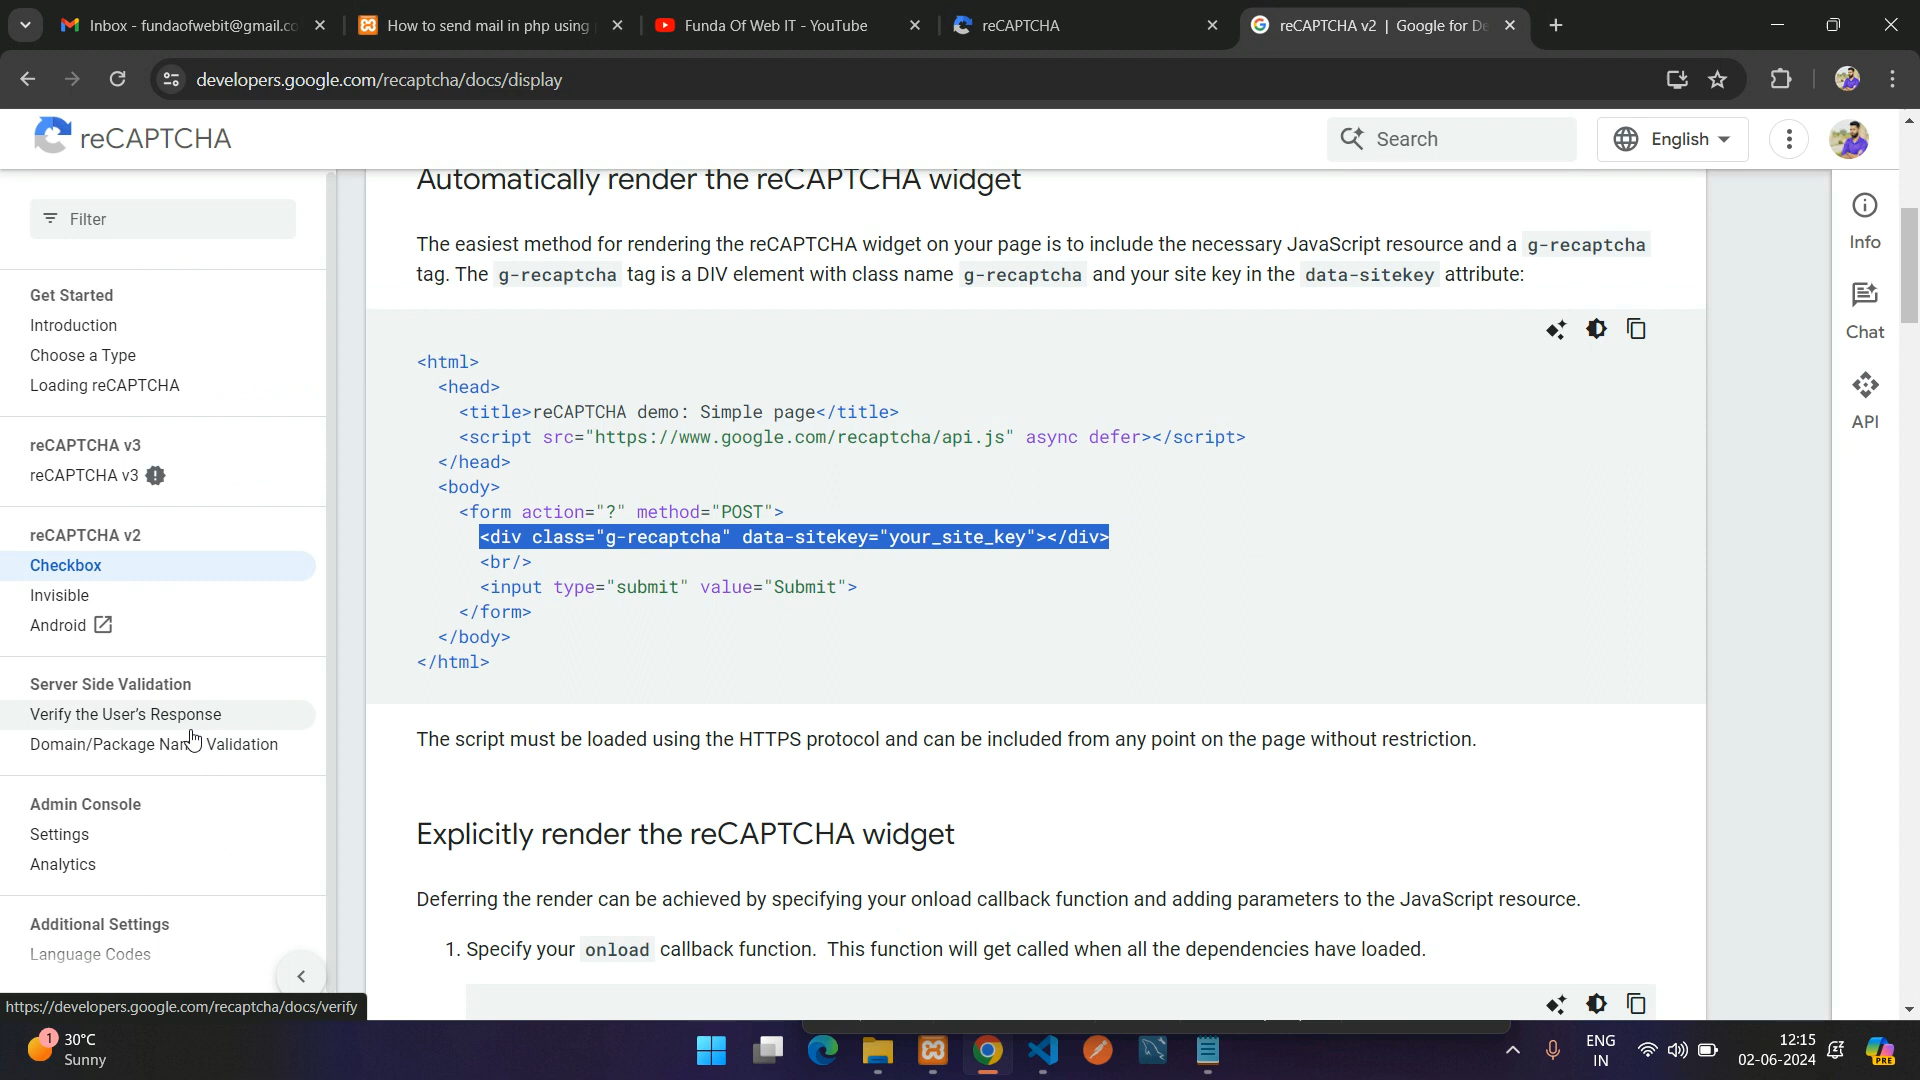 Inbox - fundaofwebit@gmail.cc
How to send mail in php using
Funda Of Web IT - YouTube
reCAPTCHA
reCAPTCHA v2 | Google for De
developers.google.com/recaptcha/docs/display
reCAPTCHA
Search
English
Filter
Get Started
Introduction
Choose a Type
Loading reCAPTCHA
reCAPTCHA v3
reCAPTCHA v3
reCAPTCHA v2
Checkbox
Invisible
Android
Server Side Validation
Verify the User's Response
Domain/Package Nam Validation
Admin Console
Settings
Analytics
Additional Settings
Language Codes
Automatically render the reCAPTCHA widget
The easiest method for rendering the reCAPTCHA widget on your page is to include the necessary JavaScript resource and a g-recaptcha
tag. The g-recaptcha tag is a DIV element with class name g-recaptcha and your site key in the data-sitekey attribute:
<html>
<head>
<title>reCAPTCHA demo: Simple page</title>
<script src="https://www.google.com/recaptcha/api.js" async defer></script>
</head>
<body>
<form action="?" method="POST">
<div class="g-recaptcha" data-sitekey="your_site_key"></div>
<br/>
<input type="submit" value="Submit">
</form>
</body>
</html>
The script must be loaded using the HTTPS protocol and can be included from any point on the page without restriction.
Explicitly render the reCAPTCHA widget
Deferring the render can be achieved by specifying your onload callback function and adding parameters to the JavaScript resource.
1. Specify your onload callback function. This function will get called when all the dependencies have loaded.
Info
Chat
API
https://developers.google.com/recaptcha/docs/verify
1
30°C
Sunny
ENG
IN
12:15
02-06-2024
PRE